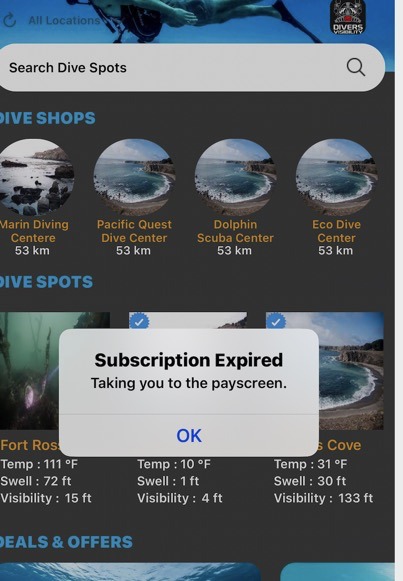 All Locations
DIVERS
VISIBILITY
Search Dive Spots
DIVE SHOPS
Marin Diving
Centere
53 km
Pacific Quest
Dive Center
53 km
Dolphin
Scuba Center
53 km
Eco Dive
Center
53 km
DIVE SPOTS
Subscription Expired
Taking you to the payscreen.
OK
Fort Ros
s Cove
Temp : 111 °F
Swell : 72 ft
Visibility : 15 ft
Temp : 10 °F
Swell : 1 ft
Visibility : 4 ft
Temp : 31 °F
Swell : 30 ft
Visibility : 133 ft
DEALS & OFFERS